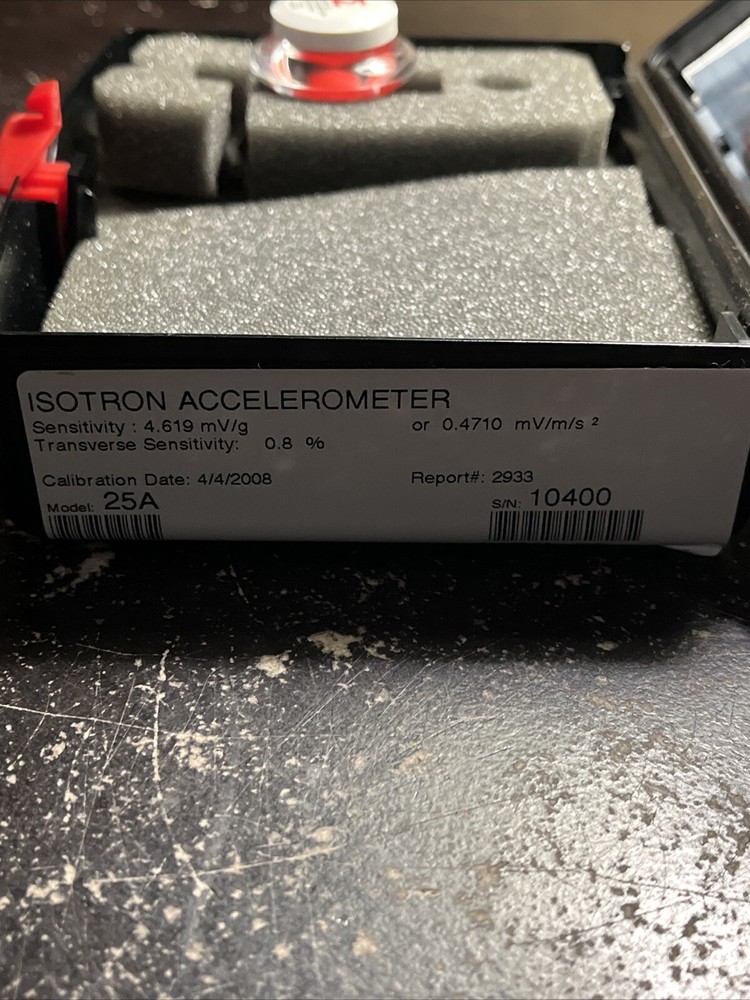 ISOTRON ACCELEROMETER
Sensitivity : 4.619 mV/g or 0.4710 mV/m/s ²
Transverse Sensitivity: 0.8 %
Calibration Date: 4/4/2008 Report#: 2933
Model: 25A S/N: 10400